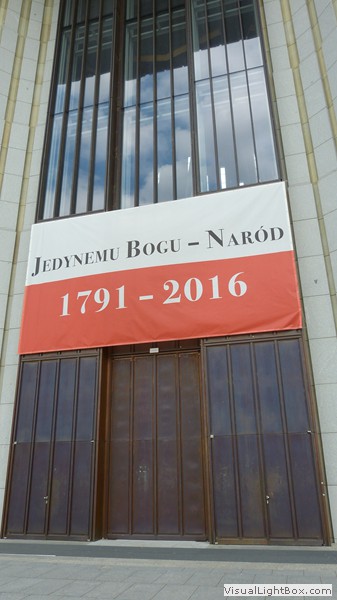 JEDYNEMU BOGU – NARÓD
1791 – 2016
VisualLightBox.com